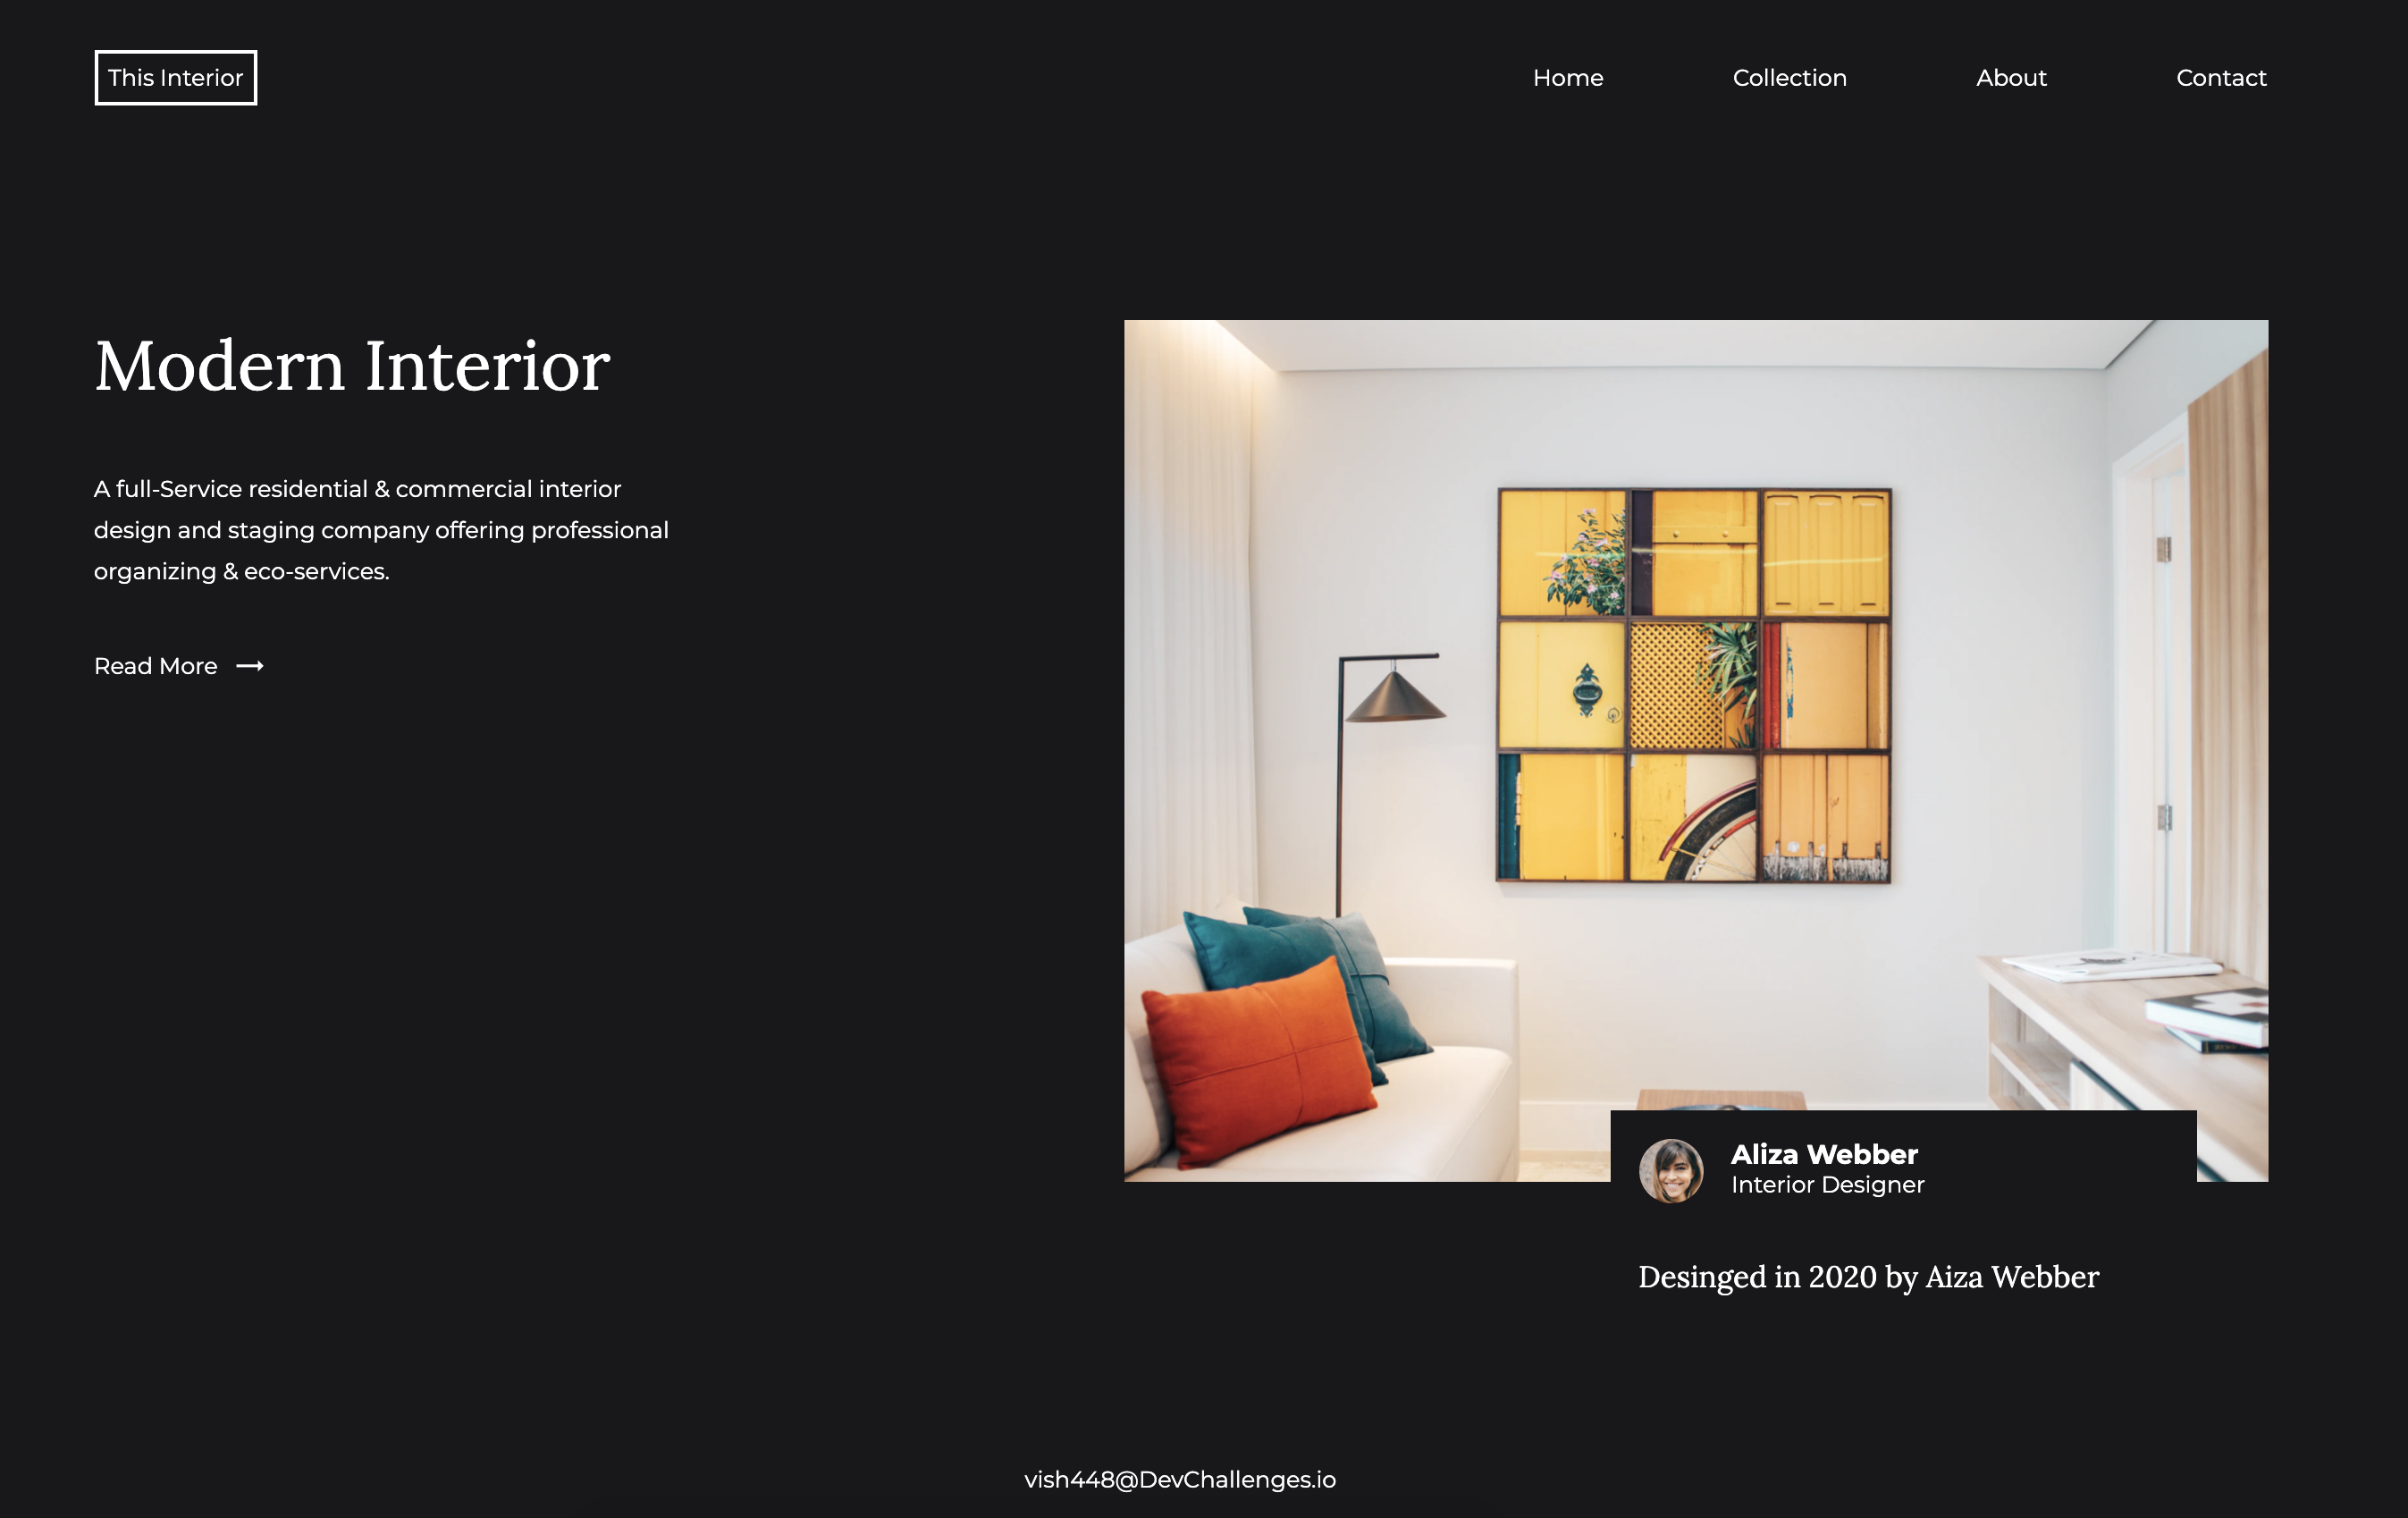 This Interior
Home Collection About Contact
Modern Interior
A full-Service residential & commercial interior
design and staging company offering professional
organizing & eco-services.
Read More
Aliza Webber
Interior Designer
Desinged in 2020 by Aiza Webber
vish448@DevChallenges.io